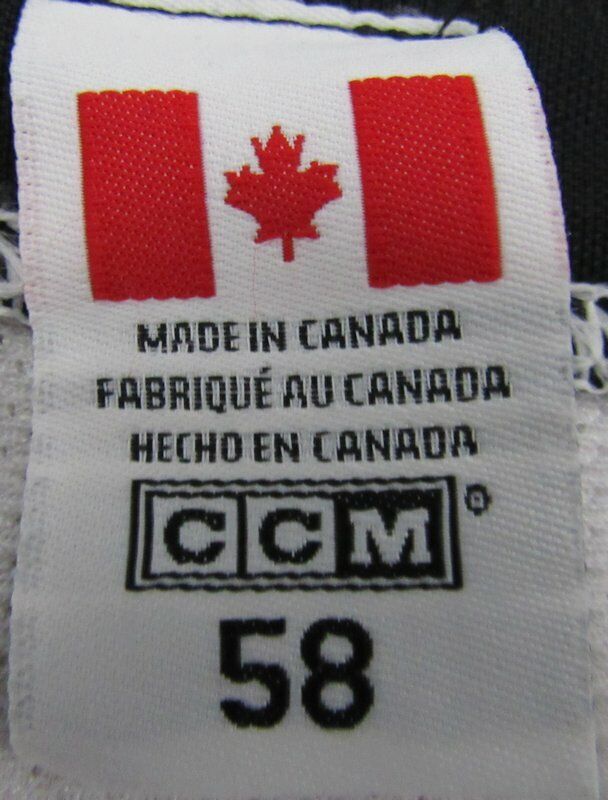 MADE IN CANADA
FABRIQUÉ AU CANADA
HECHO EN CANADA
CCM®
58